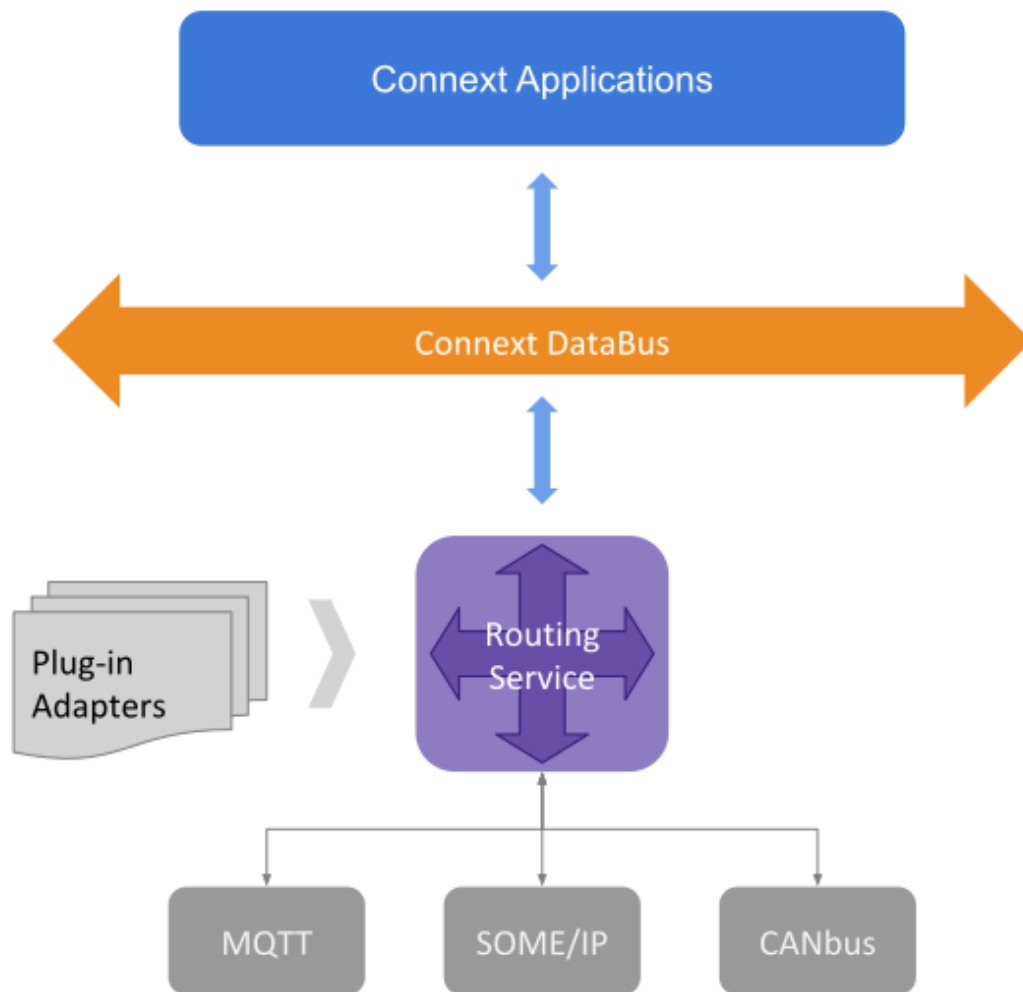 Connext Applications
Connext DataBus
Plug-in
Adapters
Routing
Service
MQTT
SOME/IP
CANbus